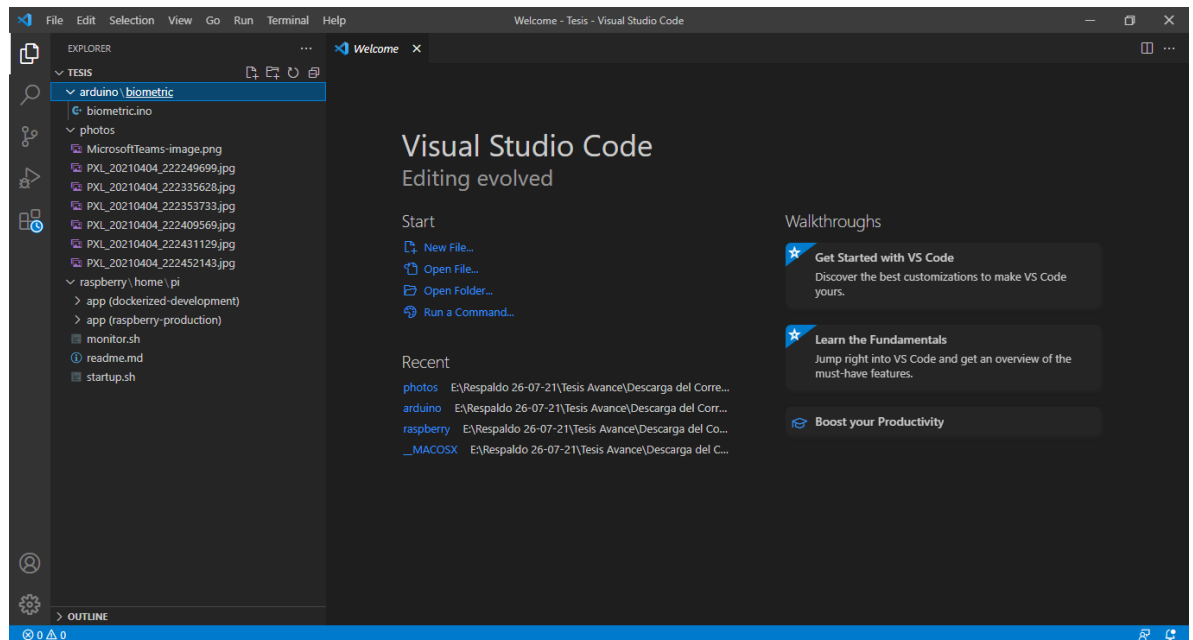 File Edit Selection View Go Run Terminal Help
Welcome - Tesis - Visual Studio Code
EXPLORER
TESIS
arduino\biometric
biometric.ino
photos
MicrosoftTeams-image.png
PXL_20210404_222249699.jpg
PXL_20210404_222335628.jpg
PXL_20210404_222353733.jpg
PXL_20210404_222409569.jpg
PXL_20210404_222431129.jpg
PXL_20210404_222452143.jpg
raspberry\home\pi
app (dockerized-development)
app (raspberry-production)
monitor.sh
readme.md
startup.sh
OUTLINE
Welcome
Visual Studio Code
Editing evolved
Start
New File...
Open File...
Open Folder...
Run a Command...
Recent
photos E:\Respaldo 26-07-21\Tesis Avance\Descarga del Corre...
arduino E:\Respaldo 26-07-21\Tesis Avance\Descarga del Corr...
raspberry E:\Respaldo 26-07-21\Tesis Avance\Descarga del Co...
__MACOSX E:\Respaldo 26-07-21\Tesis Avance\Descarga del C...
Walkthroughs
Get Started with VS Code
Discover the best customizations to make VS Code
yours.
Learn the Fundamentals
Jump right into VS Code and get an overview of the
must-have features.
Boost your Productivity
0 0